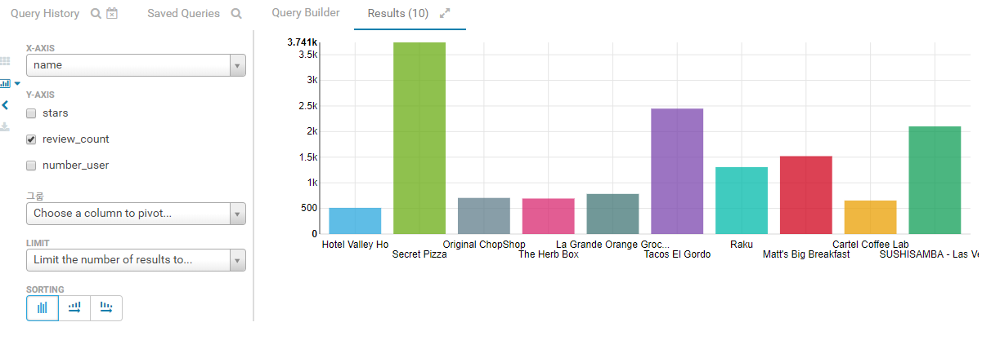 Query History
Saved Queries
Query Builder
Results (10)
X-AXIS
name
Y-AXIS
stars
review_count
number_user
그룹
Choose a column to pivot...
LIMIT
Limit the number of results to...
SORTING
3.741k
3.5k
3k
2.5k
2k
1.5k
1k
500
0
Hotel Valley Ho
Secret Pizza
Original ChopShop
The Herb Box
La Grande Orange Groc...
Tacos El Gordo
Raku
Matt's Big Breakfast
Cartel Coffee Lab
SUSHISAMBA - Las